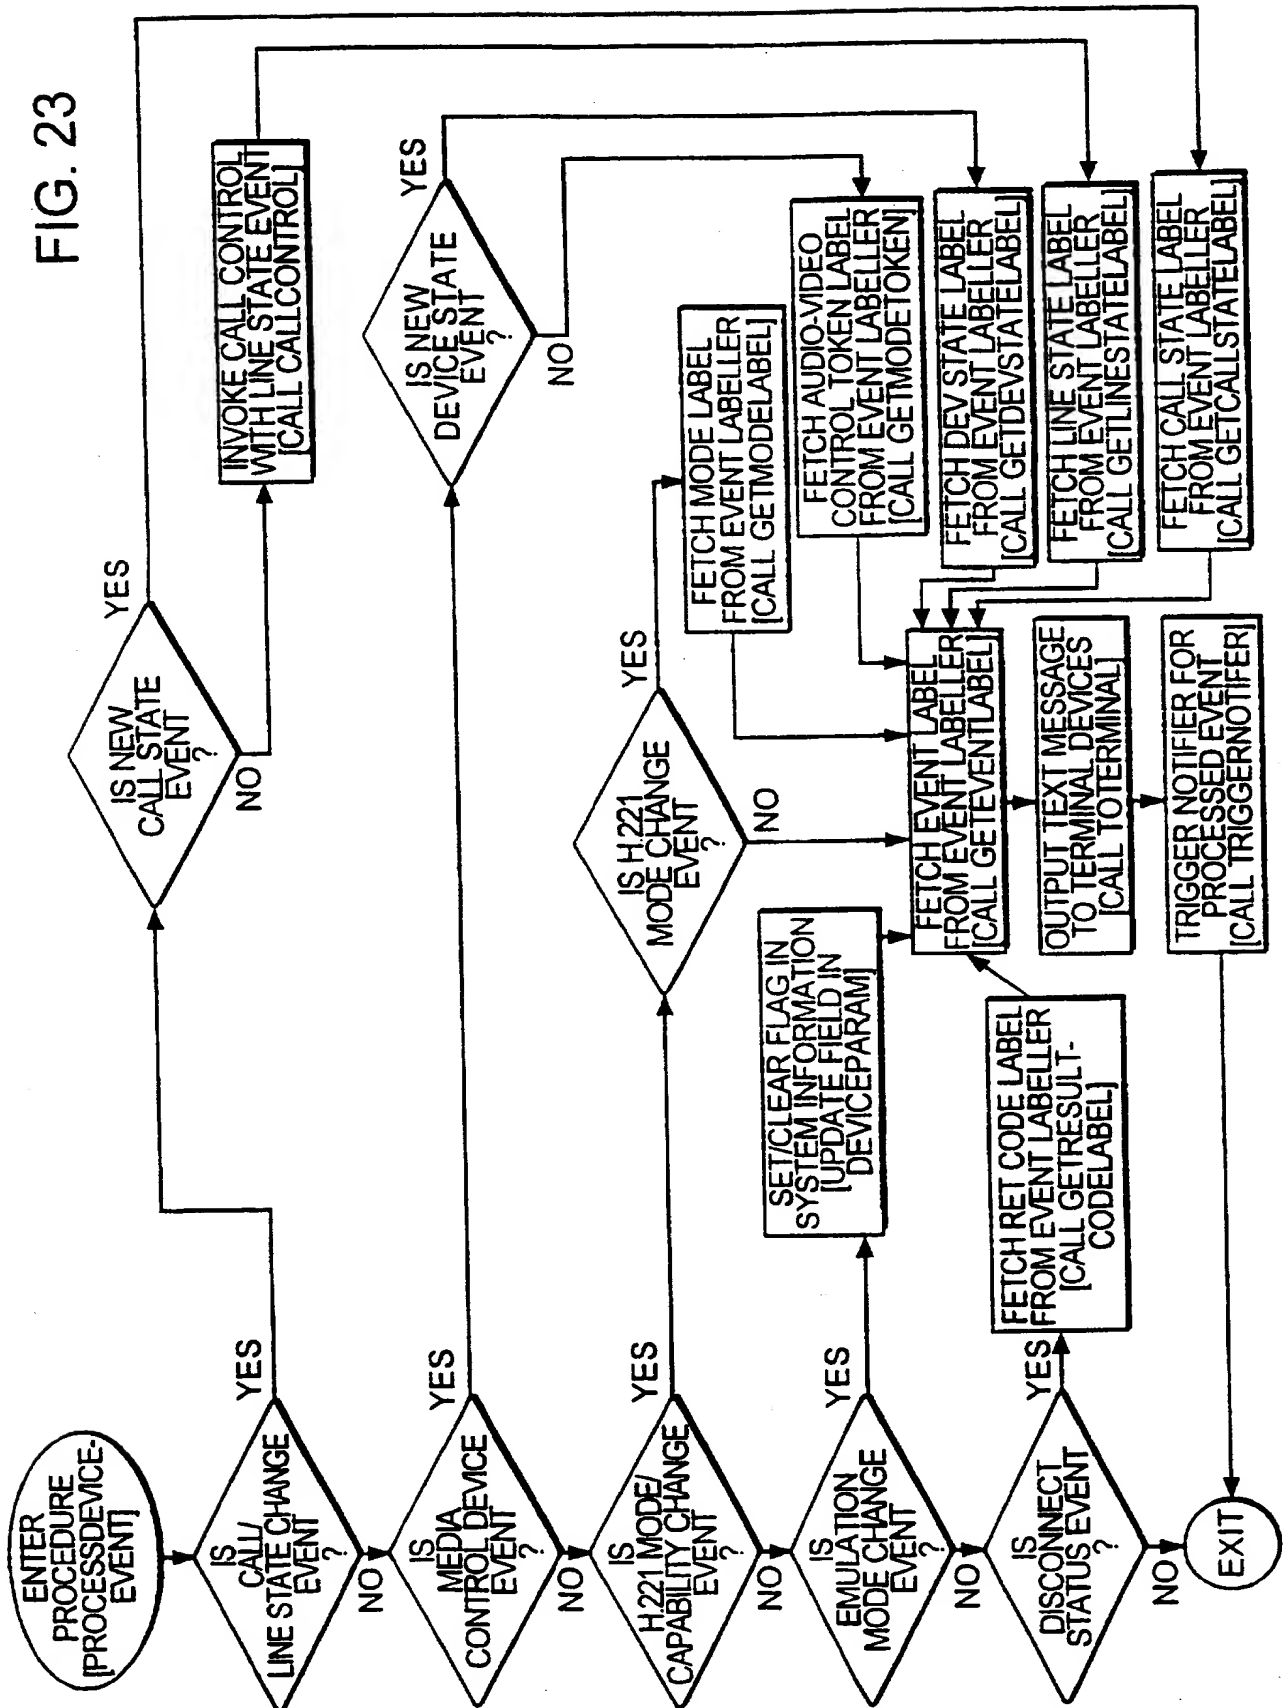 FIG. 23
ENTER
PROCEDURE
[PROCESSDEVICE-
EVENT]
IS
CALL/
LINE STATE CHANGE
EVENT
?
YES
NO
IS NEW
CALL STATE
EVENT
?
YES
NO
INVOKE CALL CONTROL
WITH LINE STATE EVENT
[CALL CALLCONTROL]
IS
MEDIA
CONTROL DEVICE
EVENT
?
YES
NO
IS NEW
DEVICE STATE
EVENT
?
YES
NO
IS
H.221 MODE/
CAPABILITY CHANGE
EVENT
?
YES
NO
IS H.221
MODE CHANGE
EVENT
?
YES
NO
FETCH MODE LABEL
FROM EVENT LABELLER
[CALL GETMODELABEL]
FETCH AUDIO-VIDEO
CONTROL TOKEN LABEL
FROM EVENT LABELLER
[CALL GETMODETOKEN]
FETCH DEV STATE LABEL
FROM EVENT LABELLER
[CALL GETDEVSTATELABEL]
FETCH LINE STATE LABEL
FROM EVENT LABELLER
[CALL GETLINESTATELABEL]
FETCH CALL STATE LABEL
FROM EVENT LABELLER
[CALL GETCALLSTATELABEL]
IS
EMULATION
MODE CHANGE
EVENT
?
YES
NO
SET/CLEAR FLAG IN
SYSTEM INFORMATION
[UPDATE FIELD IN
DEVICEPARAM]
FETCH EVENT LABEL
FROM EVENT LABELLER
[CALL GETEVENTLABEL]
OUTPUT TEXT MESSAGE
TO TERMINAL DEVICES
[CALL TOTERMINAL]
TRIGGER NOTIFIER FOR
PROCESSED EVENT
[CALL TRIGGERNOTIFER]
IS
DISCONNECT
STATUS EVENT
?
YES
NO
FETCH RET CODE LABEL
FROM EVENT LABELLER
[CALL GETRESULT-
CODELABEL]
EXIT